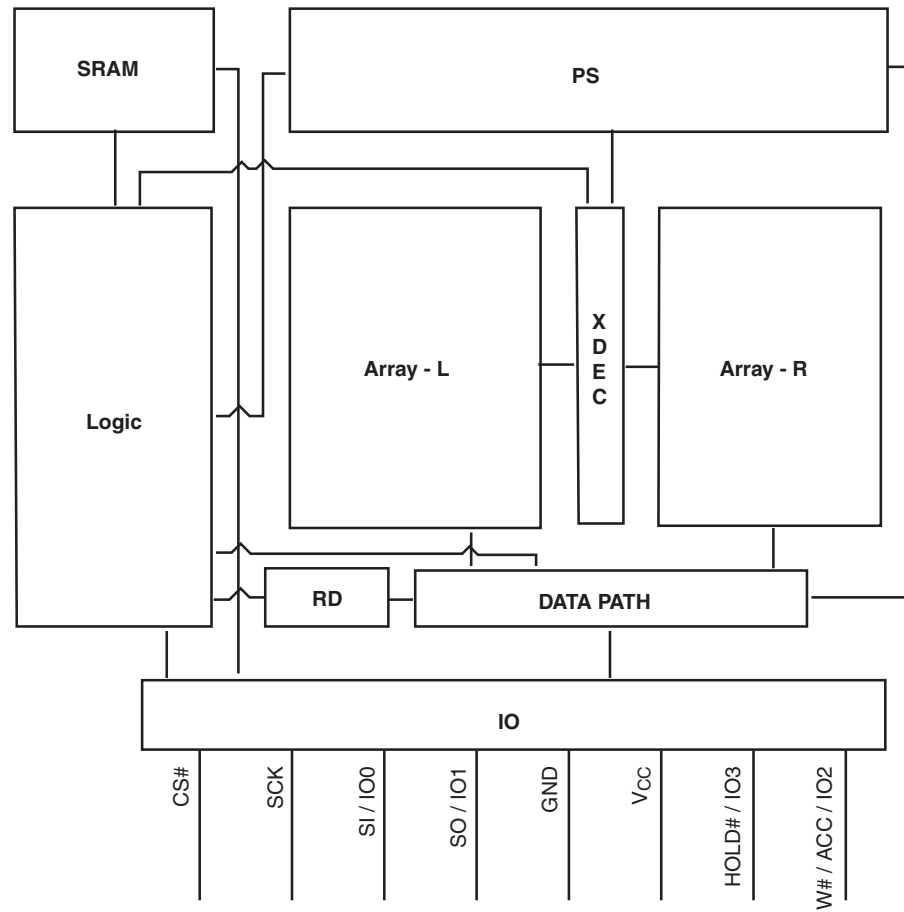 SRAM
PS
Logic
Array - L
X
D
E
C
Array - R
RD
DATA PATH
IO
CS#
SCK
SI / IO0
SO / IO1
GND
VCC
HOLD# / IO3
W# / ACC / IO2